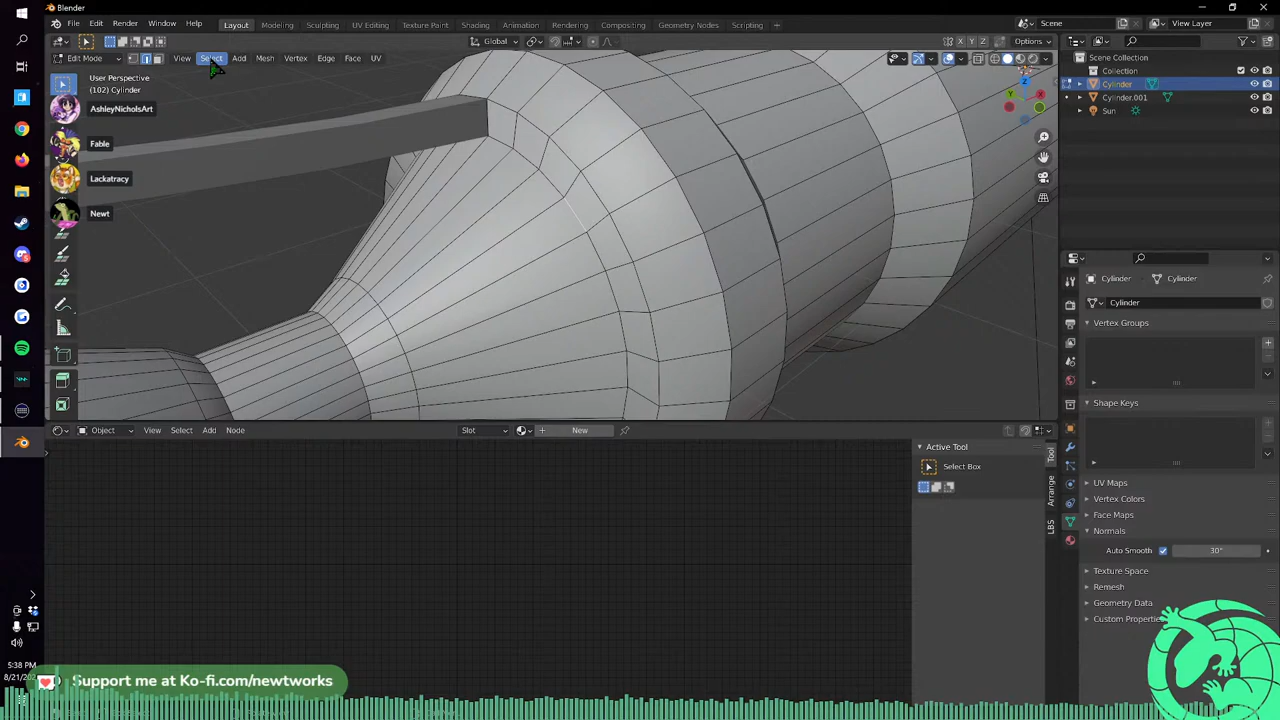 Blender
File Edit Render Window Help
Layout Modeling Sculpting UV Editing Texture Paint Shading Animation Rendering Compositing Geometry Nodes Scripting
Scene
View Layer
Global
Options
Edit Mode
View Select Add Mesh Vertex Edge Face UV
User Perspective
(102) Cylinder
AshleyNicholsArt
Fable
Lackatracy
Newt
X
Y
Z
Scene Collection
Collection
Cylinder
Cylinder.001
Sun
Cylinder
Cylinder
Cylinder
Vertex Groups
Shape Keys
UV Maps
Vertex Colors
Face Maps
Normals
Auto Smooth
30°
Texture Space
Remesh
Geometry Data
Custom Properties
Object
View Select Add Node
Slot
New
Active Tool
Select Box
Tool
Arrange
LBS
5:38 PM
Support me at Ko-fi.com/newtworks